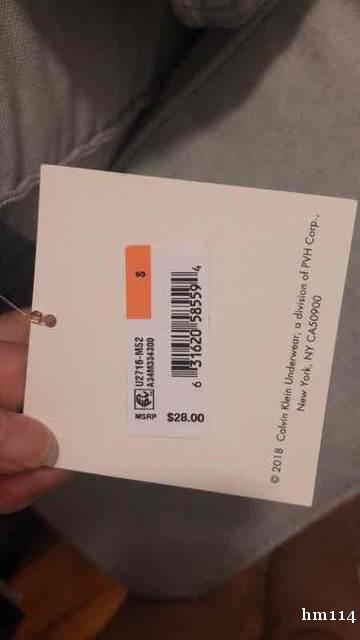 S
U2716-M52
A34M334300
6 31620 58559 4
MSRP $28.00
© 2018 Calvin Klein Underwear, a division of PVH Corp.,
New York, NY CA50900
hm114